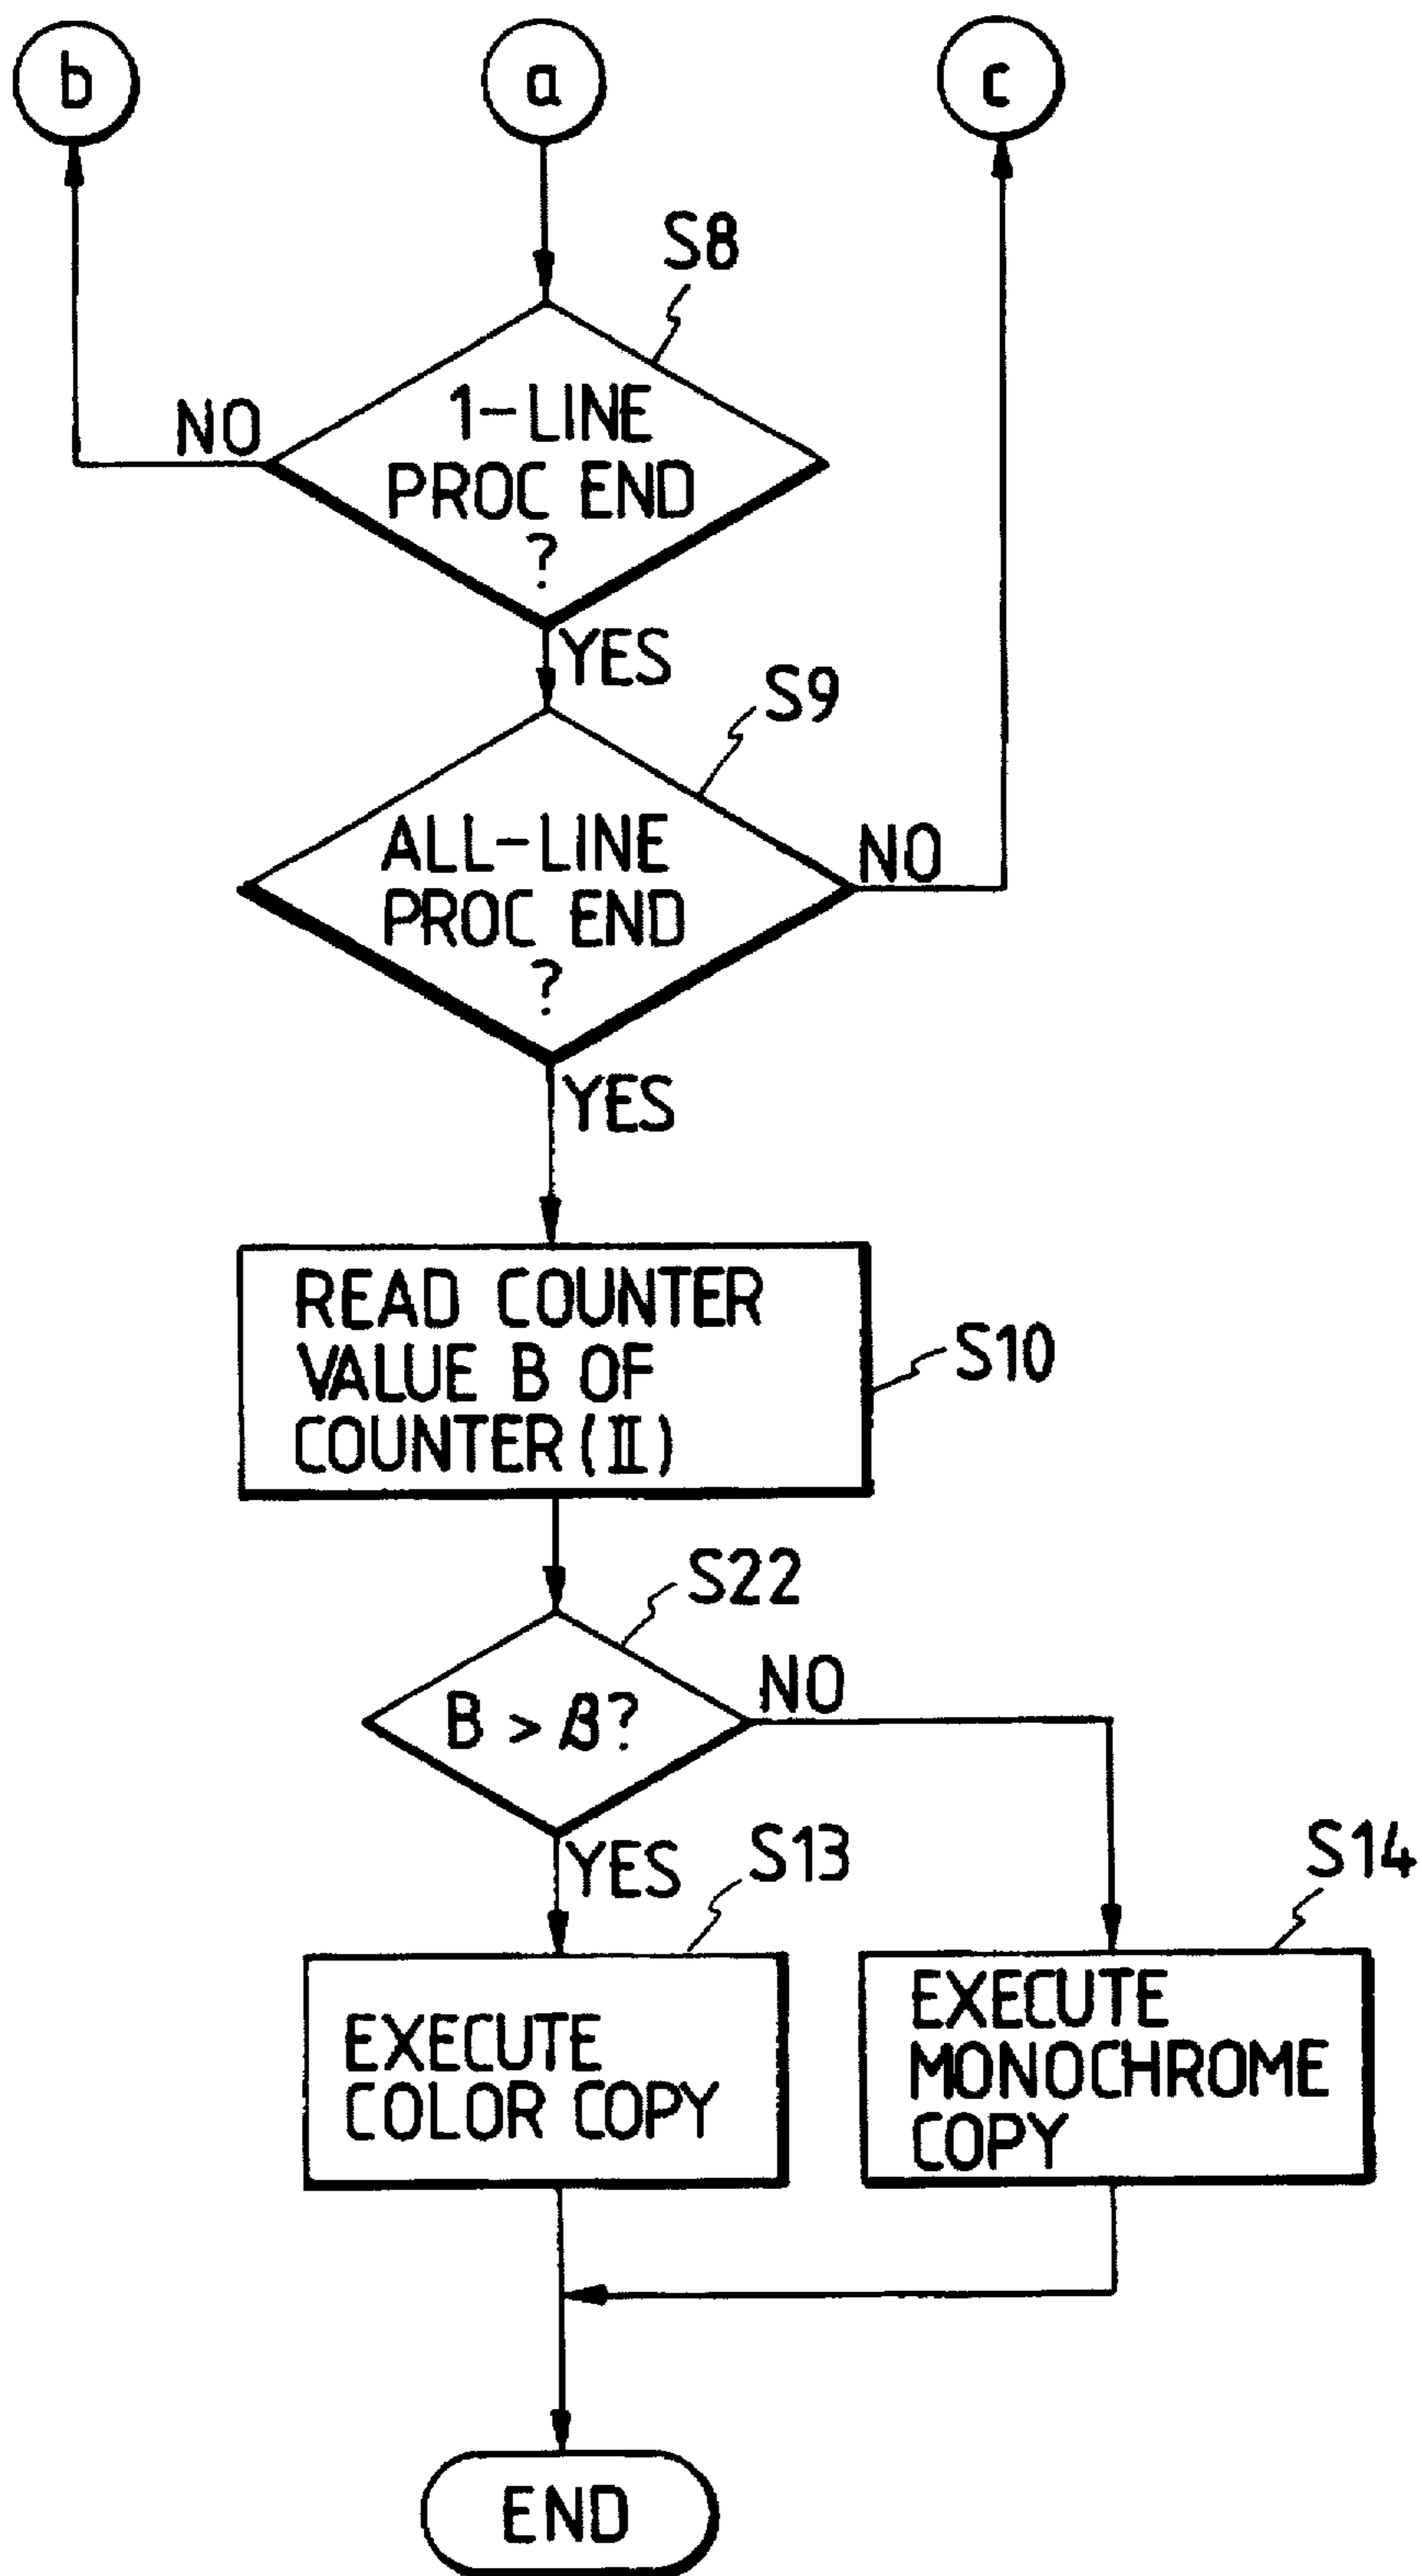 b
a
c
S8
1-LINE
PROC END
?
NO
YES
S9
ALL-LINE
PROC END
?
NO
YES
READ COUNTER
VALUE B OF
COUNTER (II)
S10
S22
B > β?
NO
YES
S13
S14
EXECUTE
COLOR COPY
EXECUTE
MONOCHROME
COPY
END